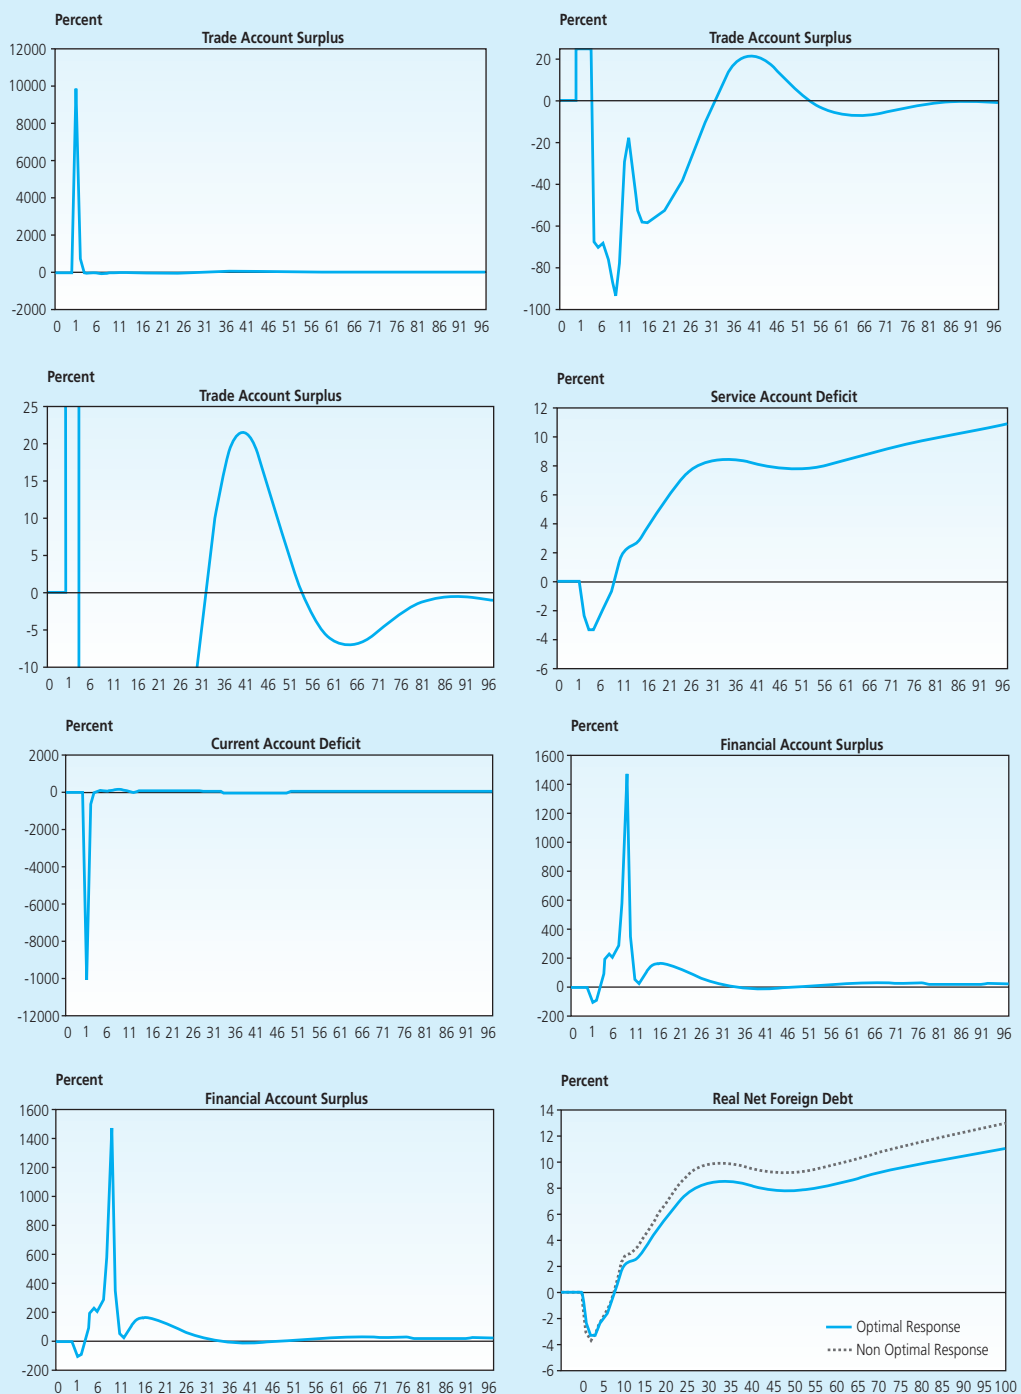 Percent
Trade Account Surplus
12000
10000
8000
6000
4000
2000
0
-2000
0 1 6 11 16 21 26 31 36 41 46 51 56 61 66 71 76 81 86 91 96
Percent
Trade Account Surplus
20
0
-20
-40
-60
-80
-100
0 1 6 11 16 21 26 31 36 41 46 51 56 61 66 71 76 81 86 91 96
Percent
Trade Account Surplus
25
20
15
10
5
0
-5
-10
0 1 6 11 16 21 26 31 36 41 46 51 56 61 66 71 76 81 86 91 96
Percent
Service Account Deficit
12
10
8
6
4
2
0
-2
-4
-6
0 1 6 11 16 21 26 31 36 41 46 51 56 61 66 71 76 81 86 91 96
Percent
Current Account Deficit
2000
0
-2000
-4000
-6000
-8000
-1000
-12000
0 1 6 11 16 21 26 31 36 41 46 51 56 61 66 71 76 81 86 91 96
Percent
Financial Account Surplus
1600
1400
1200
1000
800
600
400
200
0
-200
0 1 6 11 16 21 26 31 36 41 46 51 56 61 66 71 76 81 86 91 96
Percent
Financial Account Surplus
1600
1400
1200
1000
800
600
400
200
0
-200
0 1 6 11 16 21 26 31 36 41 46 51 56 61 66 71 76 81 86 91 96
Percent
Real Net Foreign Debt
14
12
10
8
6
4
2
0
-2
-4
-6
Optimal Response
Non Optimal Response
0 5 10 15 20 25 30 35 40 45 50 55 60 65 70 75 80 85 90 95 100